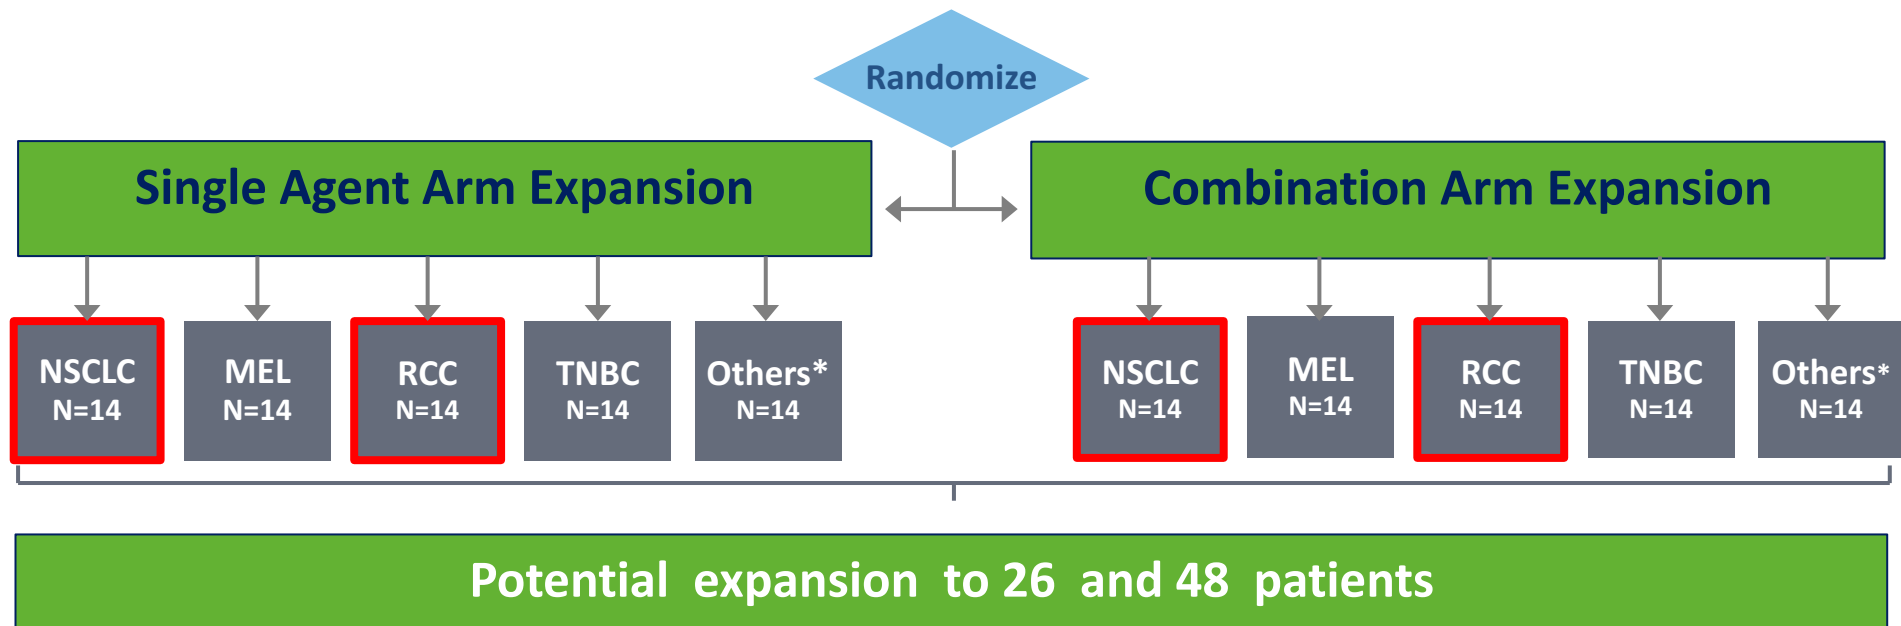 Randomize
Single Agent Arm Expansion
Combination Arm Expansion
NSCLC
N=14
MEL
N=14
RCC
N=14
TNBC
N=14
Others*
N=14
NSCLC
N=14
MEL
N=14
RCC
N=14
TNBC
N=14
Others*
N=14
Potential expansion to 26 and 48 patients